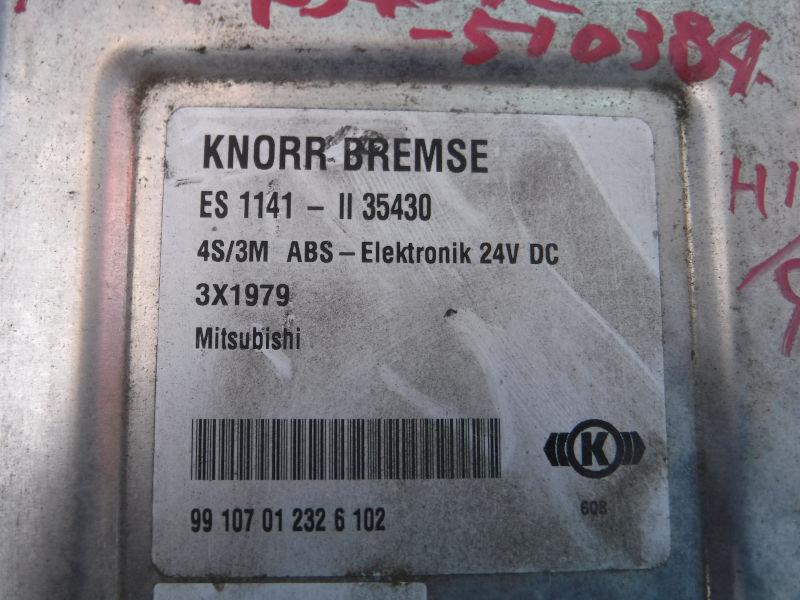 -510384
KNORR BREMSE
ES 1141 - II 35430
4S/3M ABS - Elektronik 24V DC
3X1979
Mitsubishi
K
99 107 01 232 6 102
608